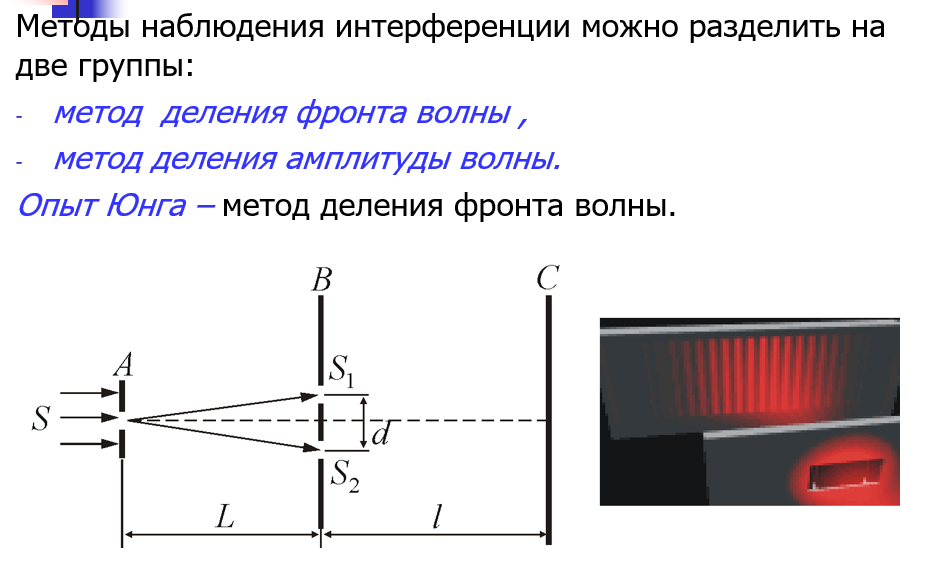 Методы наблюдения интерференции можно разделить на
две группы:
- метод деления фронта волны ,
- метод деления амплитуды волны.
Опыт Юнга – метод деления фронта волны.
B
C
A
S₁
S
d
S₂
L
l